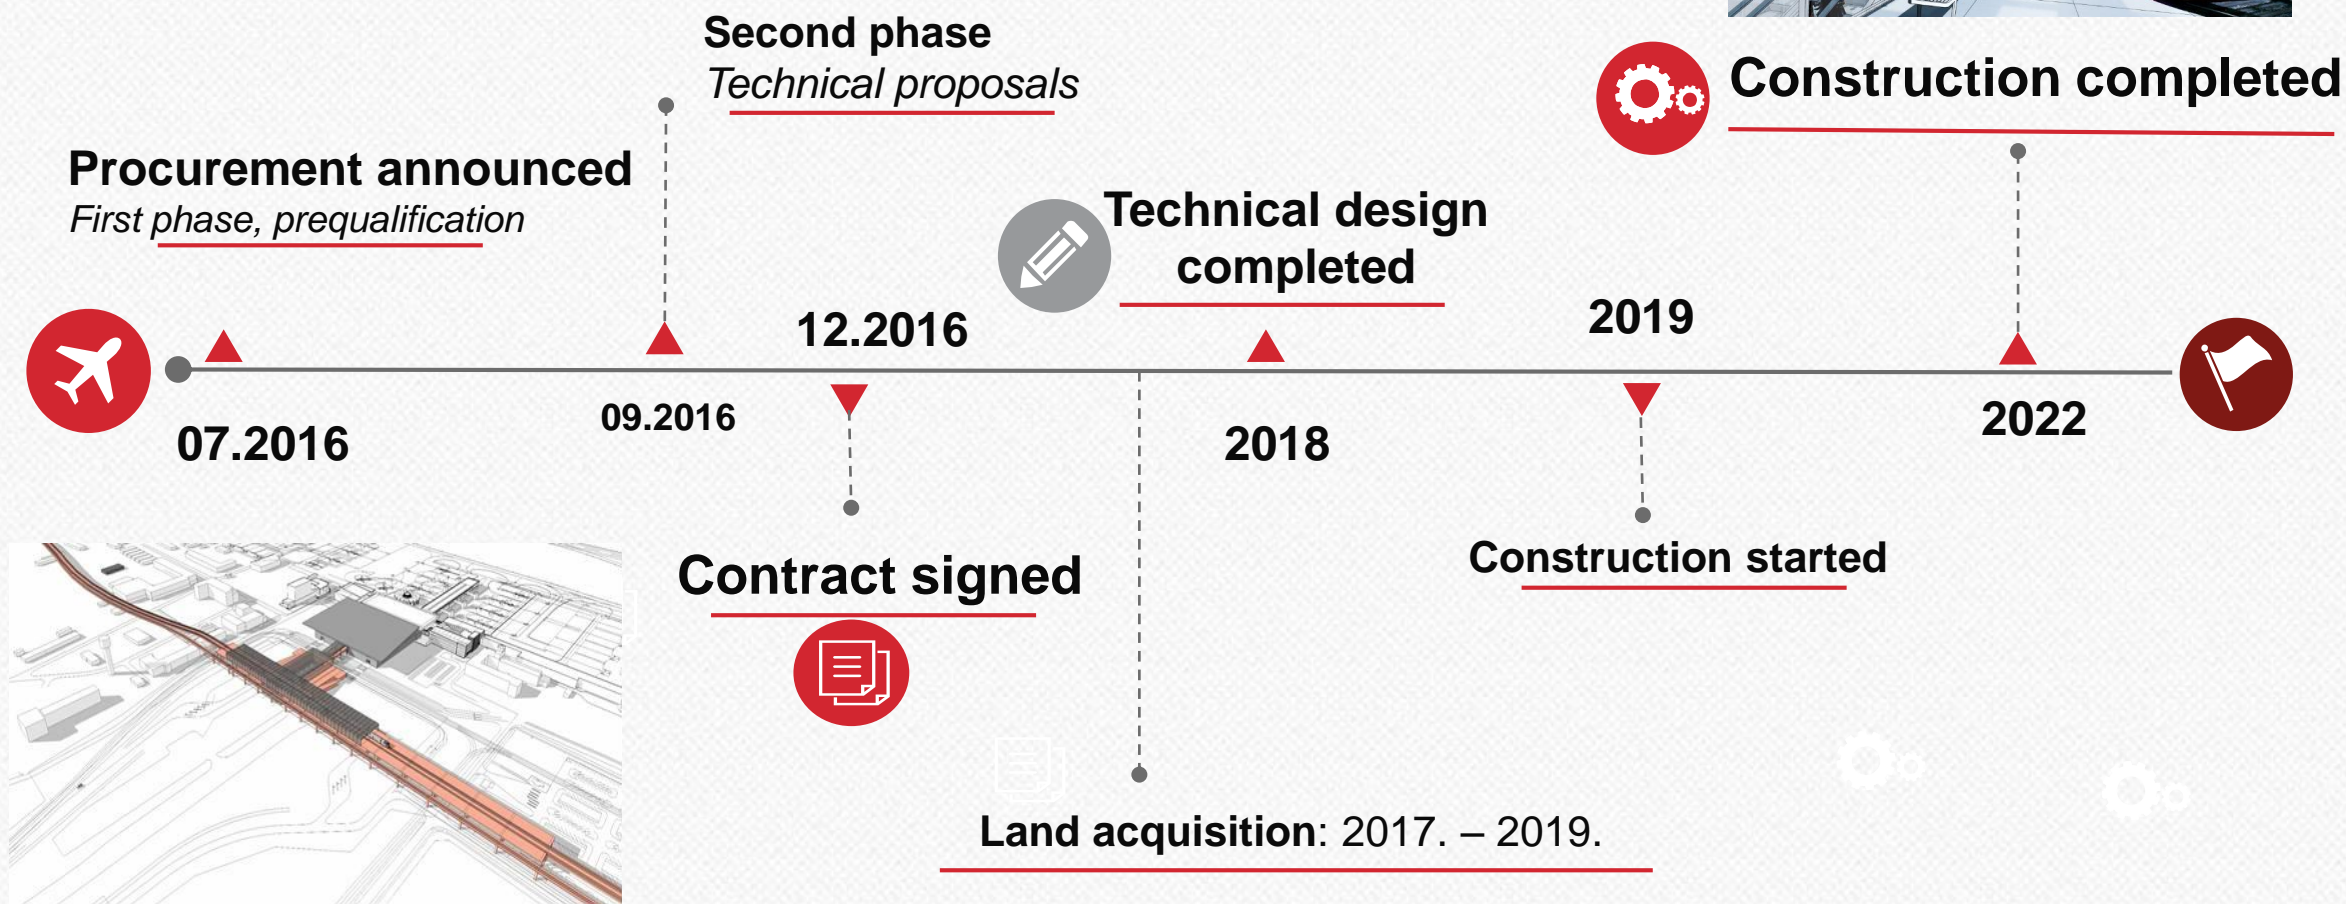 Second phase
Technical proposals
Construction completed
Procurement announced
First phase, prequalification
Technical design
completed
12.2016
2019
07.2016
09.2016
2018
2022
Contract signed
Construction started
Land acquisition: 2017. – 2019.